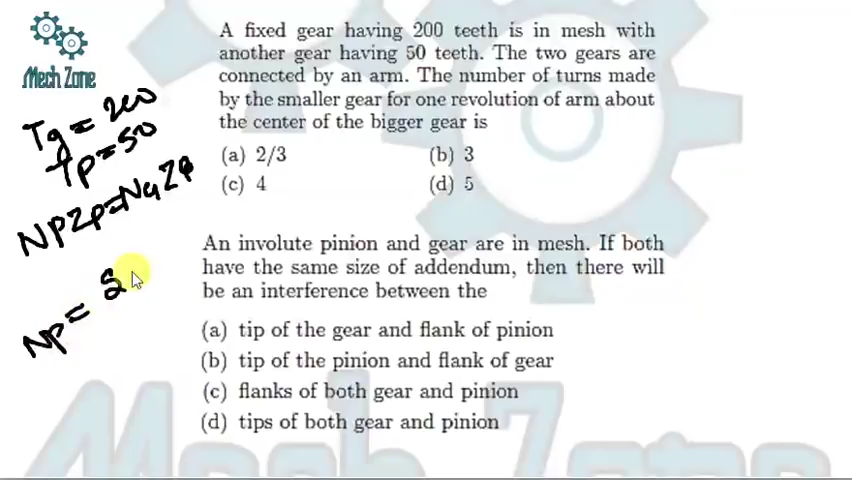 Mech Zone
A fixed gear having 200 teeth is in mesh with
another gear having 50 teeth. The two gears are
connected by an arm. The number of turns made
by the smaller gear for one revolution of arm about
the center of the bigger gear is
(a) 2/3 (b) 3
(c) 4 (d) 5
Tg = 200
Tp = 50
NpZp=NgZg
Np =
An involute pinion and gear are in mesh. If both
have the same size of addendum, then there will
be an interference between the
(a) tip of the gear and flank of pinion
(b) tip of the pinion and flank of gear
(c) flanks of both gear and pinion
(d) tips of both gear and pinion